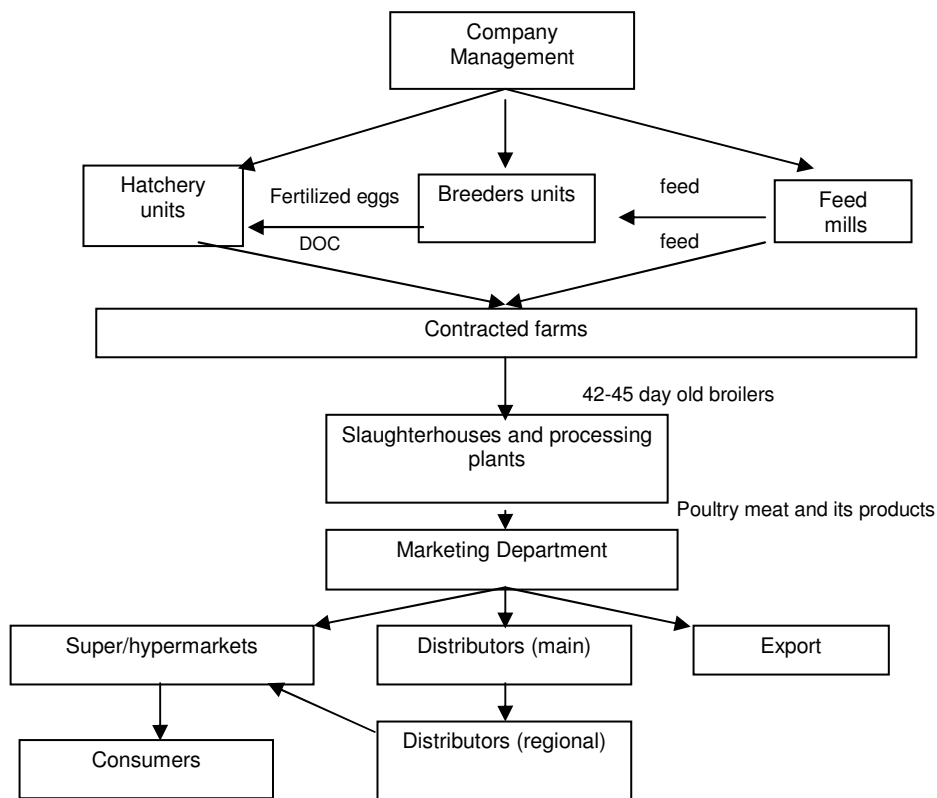 Company
Management
Hatchery
units
Fertilized eggs
DOC
Breeders units
feed
feed
Feed
mills
Contracted farms
42-45 day old broilers
Slaughterhouses and processing
plants
Poultry meat and its products
Marketing Department
Super/hypermarkets
Distributors (main)
Export
Consumers
Distributors (regional)